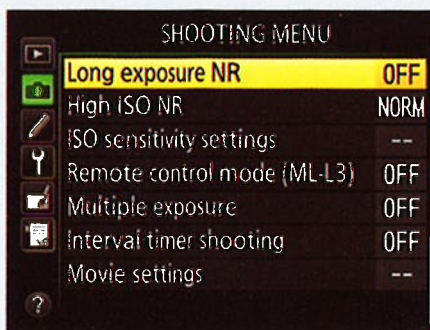 SHOOTING MENU
Long exposure NR OFF
High ISO NR NORM
ISO sensitivity settings --
Remote control mode (ML-L3) OFF
Multiple exposure OFF
Interval timer shooting OFF
Movie settings --
?